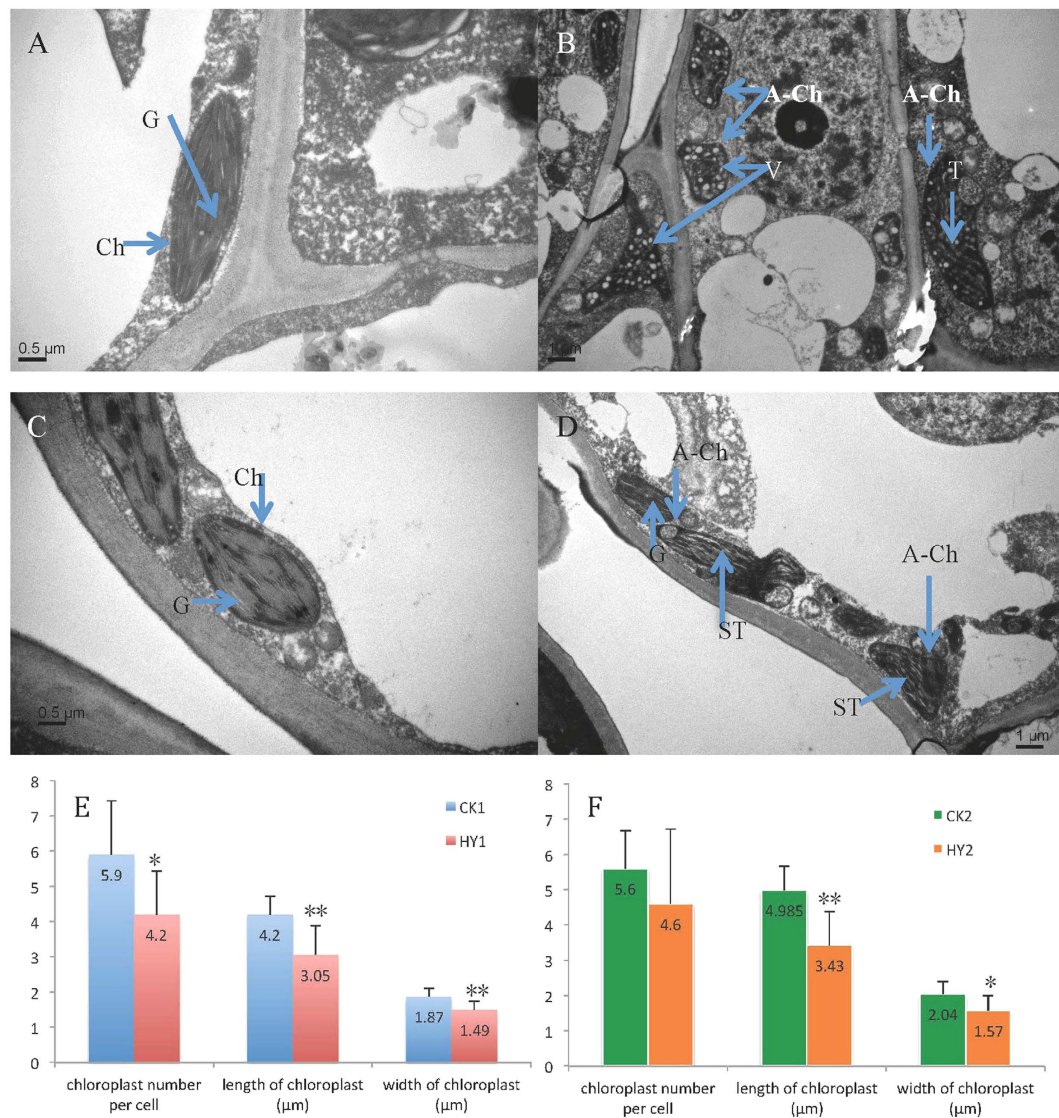 A
G
Ch
0.5 µm
B
A-Ch
A-Ch
V
T
1 µm
C
Ch
G
0.5 µm
D
A-Ch
G
A-Ch
ST
ST
1 µm
E
8
7
6
5
4
3
2
1
0
CK1
HY1
*
**
**
5.9
4.2
4.2
3.05
1.87
1.49
chloroplast number
per cell
length of chloroplast
(µm)
width of chloroplast
(µm)
F
8
7
6
5
4
3
2
1
0
CK2
HY2
**
*
5.6
4.6
4.985
3.43
2.04
1.57
chloroplast number
per cell
length of chloroplast
(µm)
width of chloroplast
(µm)